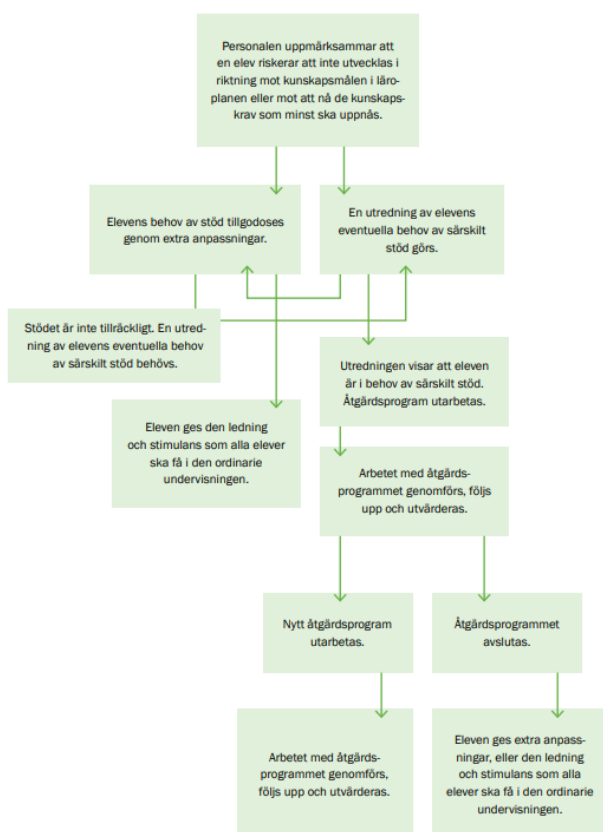 Personalen uppmärksammar att
en elev riskerar att inte utvecklas i
riktning mot kunskapsmålen i läro-
planen eller mot att nå de kunskaps-
krav som minst ska uppnås.
Elevens behov av stöd tillgodoses
genom extra anpassningar.
En utredning av elevens
eventuella behov av särskilt
stöd görs.
Stödet är inte tillräckligt. En utred-
ning av elevens eventuella behov
av särskilt stöd behövs.
Utredningen visar att eleven
är i behov av särskilt stöd.
Åtgärdsprogram utarbetas.
Eleven ges den ledning
och stimulans som alla elever
ska få i den ordinarie
undervisningen.
Arbetet med åtgärds-
programmet genomförs, följs
upp och utvärderas.
Nytt åtgärdsprogram
utarbetas.
Åtgärdsprogrammet
avslutas.
Arbetet med åtgärds-
programmet genomförs,
följs upp och utvärderas.
Eleven ges extra anpass-
ningar, eller den ledning
och stimulans som alla
elever ska få i den ordinarie
undervisningen.